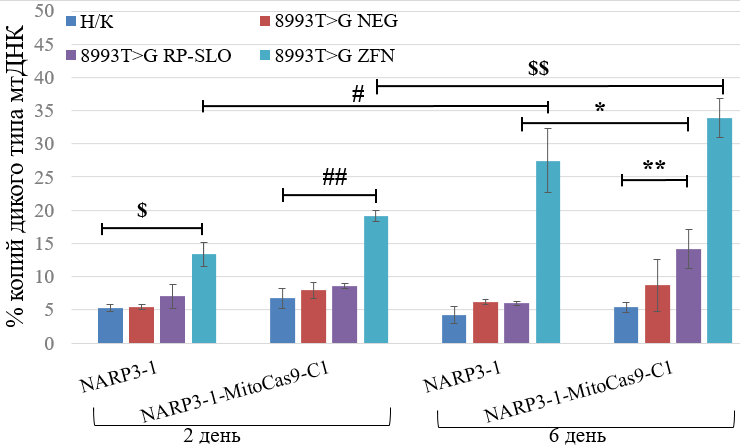 % копий дикого типа мтДНК
50
45
40
35
30
25
20
15
10
5
0
Н/К
8993T>G NEG
8993T>G RP-SLO
8993T>G ZFN
$
##
#
$$
*
**
NARP3-1
NARP3-1-MitoCas9-C1
NARP3-1
NARP3-1-MitoCas9-C1
2 день
6 день